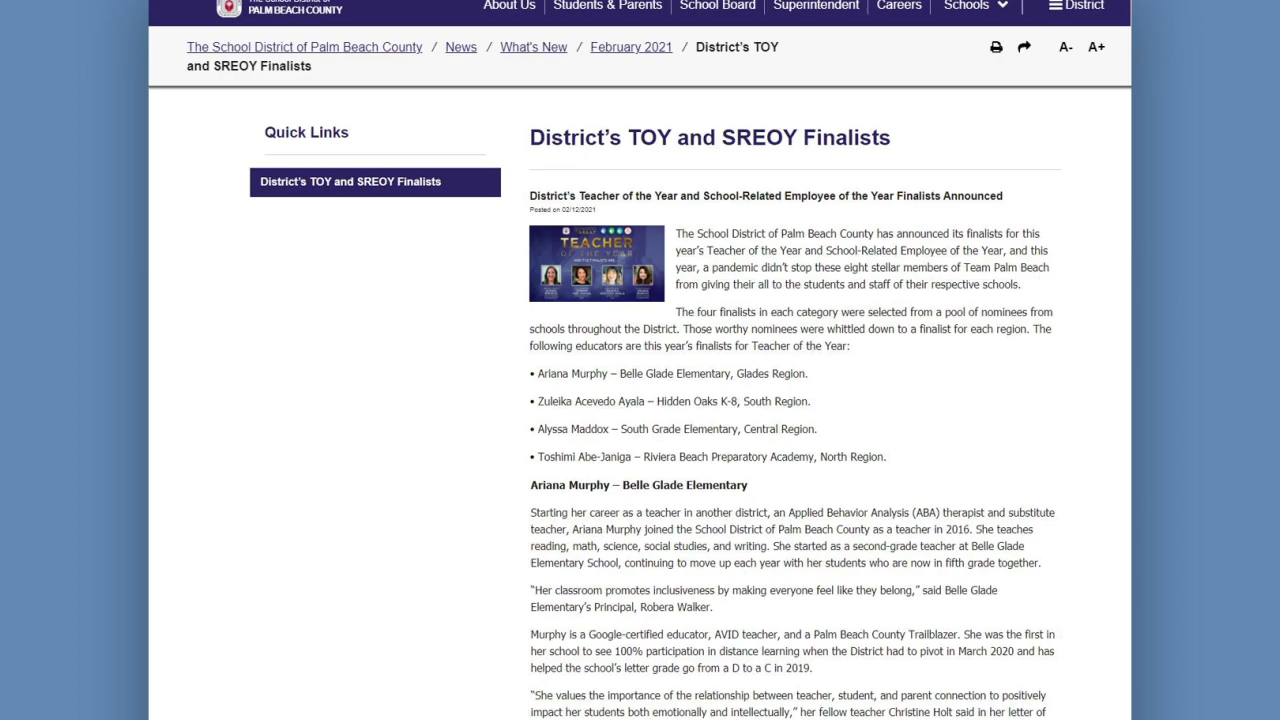 PALM BEACH COUNTY
About Us
Students & Parents
School Board
Superintendent
Careers
Schools
District
The School District of Palm Beach County / News / What's New / February 2021 / District's TOY
and SREOY Finalists
A-
A+
Quick Links
District's TOY and SREOY Finalists
District’s TOY and SREOY Finalists
District’s Teacher of the Year and School-Related Employee of the Year Finalists Announced
Posted on 02/12/2021
TEACHER
OF THE YEAR
The School District of Palm Beach County has announced its finalists for this
year’s Teacher of the Year and School-Related Employee of the Year, and this
year, a pandemic didn’t stop these eight stellar members of Team Palm Beach
from giving their all to the students and staff of their respective schools.
The four finalists in each category were selected from a pool of nominees from
schools throughout the District. Those worthy nominees were whittled down to a finalist for each region. The
following educators are this year’s finalists for Teacher of the Year:
• Ariana Murphy – Belle Glade Elementary, Glades Region.
• Zuleika Acevedo Ayala – Hidden Oaks K-8, South Region.
• Alyssa Maddox – South Grade Elementary, Central Region.
• Toshimi Abe-Janiga – Riviera Beach Preparatory Academy, North Region.
Ariana Murphy – Belle Glade Elementary
Starting her career as a teacher in another district, an Applied Behavior Analysis (ABA) therapist and substitute
teacher, Ariana Murphy joined the School District of Palm Beach County as a teacher in 2016. She teaches
reading, math, science, social studies, and writing. She started as a second-grade teacher at Belle Glade
Elementary School, continuing to move up each year with her students who are now in fifth grade together.
“Her classroom promotes inclusiveness by making everyone feel like they belong,” said Belle Glade
Elementary’s Principal, Robera Walker.
Murphy is a Google-certified educator, AVID teacher, and a Palm Beach County Trailblazer. She was the first in
her school to see 100% participation in distance learning when the District had to pivot in March 2020 and has
helped the school’s letter grade go from a D to a C in 2019.
“She values the importance of the relationship between teacher, student, and parent connection to positively
impact her students both emotionally and intellectually,” her fellow teacher Christine Holt said in her letter of